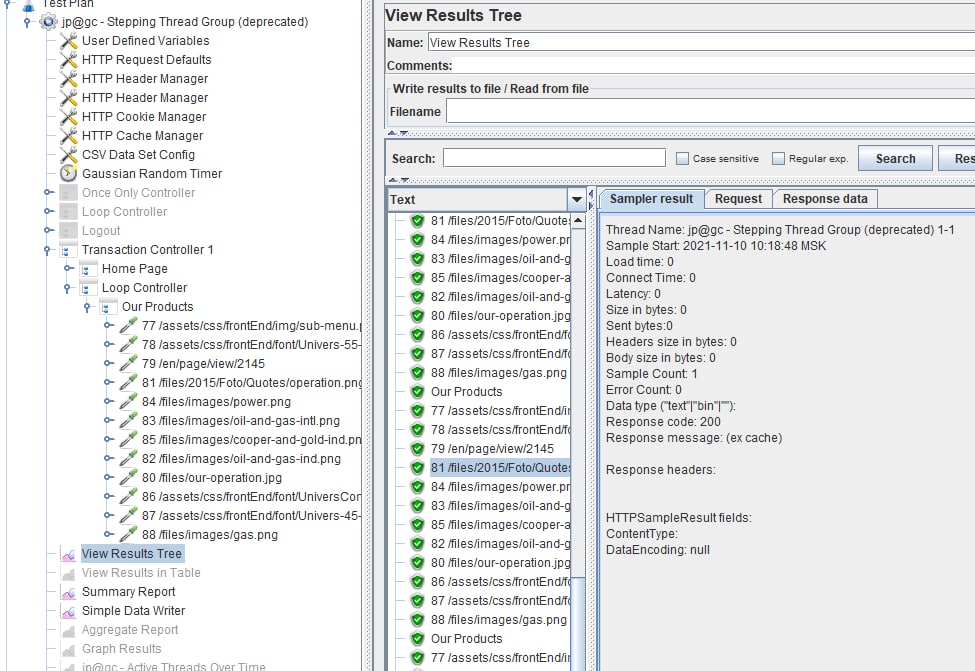 Test Plan
jp@gc - Stepping Thread Group (deprecated)
User Defined Variables
HTTP Request Defaults
HTTP Header Manager
HTTP Header Manager
HTTP Cookie Manager
HTTP Cache Manager
CSV Data Set Config
Gaussian Random Timer
Once Only Controller
Loop Controller
Logout
Transaction Controller 1
Home Page
Loop Controller
Our Products
77 /assets/css/frontEnd/img/sub-menu.p
78 /assets/css/frontEnd/font/Univers-55-
79 /en/page/view/2145
81 /files/2015/Foto/Quotes/operation.png
84 /files/images/power.png
83 /files/images/oil-and-gas-intl.png
85 /files/images/cooper-and-gold-ind.pn
82 /files/images/oil-and-gas-ind.png
80 /files/our-operation.jpg
86 /assets/css/frontEnd/font/UniversCon
87 /assets/css/frontEnd/font/Univers-45-
88 /files/images/gas.png
View Results Tree
View Results in Table
Summary Report
Simple Data Writer
Aggregate Report
Graph Results
jp@gc - Active Threads Over Time
View Results Tree
Name: View Results Tree
Comments:
Write results to file / Read from file
Filename
Search: Case sensitive Regular exp. Search Res
Text
81 /files/2015/Foto/Quotes
84 /files/images/power.pn
83 /files/images/oil-and-g
85 /files/images/cooper-a
82 /files/images/oil-and-g
80 /files/our-operation.jpg
86 /assets/css/frontEnd/fo
87 /assets/css/frontEnd/fo
88 /files/images/gas.png
Our Products
77 /assets/css/frontEnd/in
78 /assets/css/frontEnd/fo
79 /en/page/view/2145
81 /files/2015/Foto/Quotes
84 /files/images/power.pn
83 /files/images/oil-and-g
85 /files/images/cooper-a
82 /files/images/oil-and-g
80 /files/our-operation.jpg
86 /assets/css/frontEnd/fo
87 /assets/css/frontEnd/fo
88 /files/images/gas.png
Our Products
77 /assets/css/frontEnd/in
Sampler result Request Response data
Thread Name: jp@gc - Stepping Thread Group (deprecated) 1-1
Sample Start: 2021-11-10 10:18:48 MSK
Load time: 0
Connect Time: 0
Latency: 0
Size in bytes: 0
Sent bytes:0
Headers size in bytes: 0
Body size in bytes: 0
Sample Count: 1
Error Count: 0
Data type ("text"|"bin"|""):
Response code: 200
Response message: (ex cache)
Response headers:
HTTPSampleResult fields:
ContentType:
DataEncoding: null